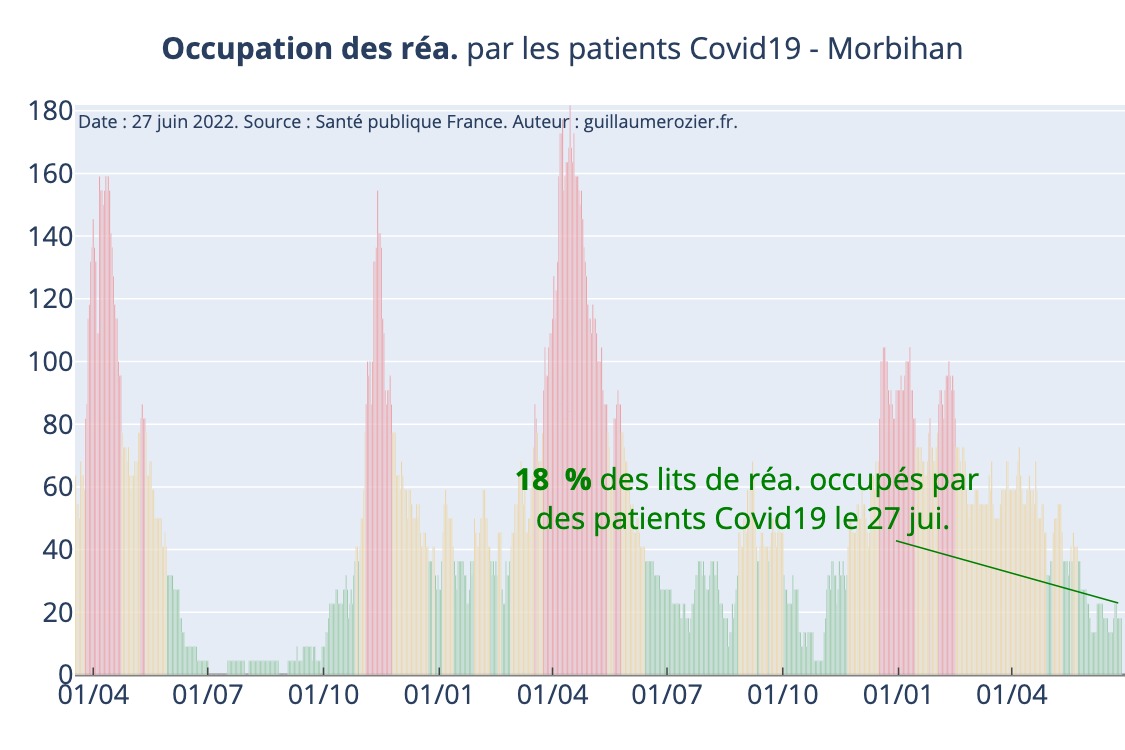 Occupation des réa. par les patients Covid19 - Morbihan
180
Date : 27 juin 2022. Source : Santé publique France. Auteur : guillaumerozier.fr.
160
140
120
100
80
60
18 % des lits de réa. occupés par
des patients Covid19 le 27 jui.
40
20
0
01/04 01/07 01/10 01/01 01/04 01/07 01/10 01/01 01/04